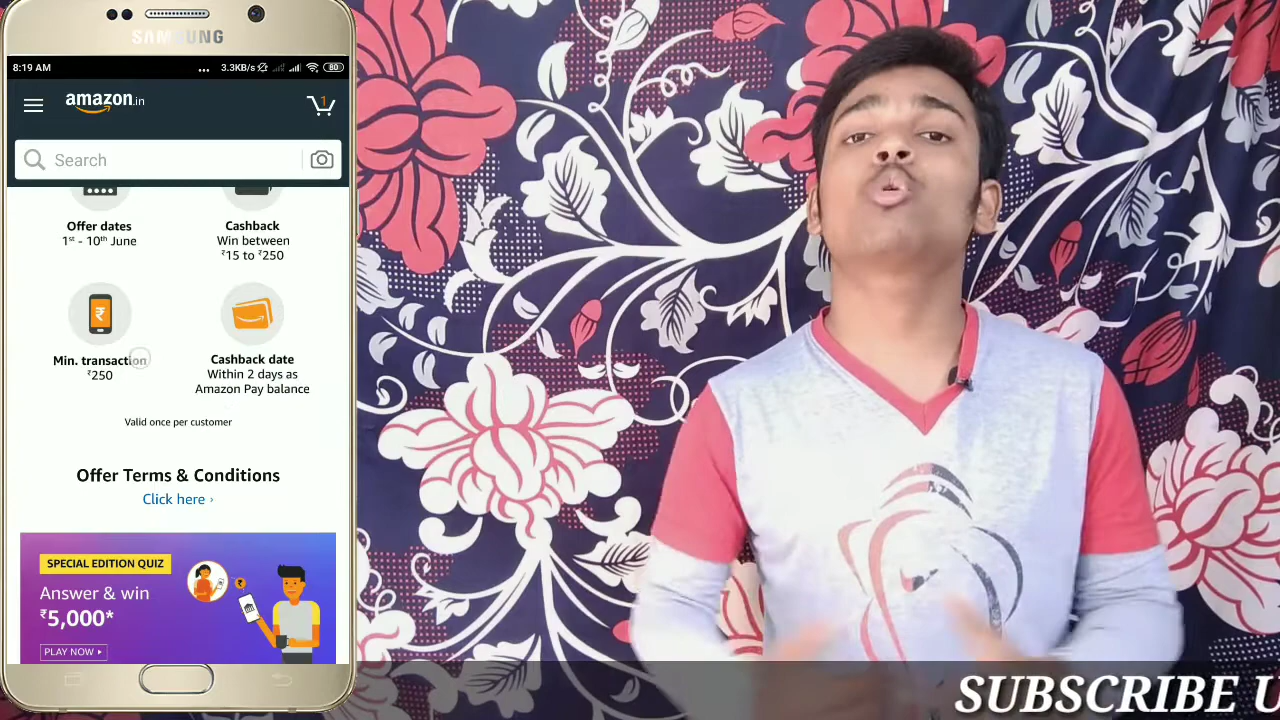 SAMSUNG
8:19 AM
... 3.3KB/s 80
amazon.in
1
Search
Offer dates
1st - 10th June
Cashback
Win between
₹15 to ₹250
Min. transaction
₹250
Cashback date
Within 2 days as
Amazon Pay balance
Valid once per customer
Offer Terms & Conditions
Click here ›
SPECIAL EDITION QUIZ
Answer & win
₹5,000*
PLAY NOW ▸
SUBSCRIBE U